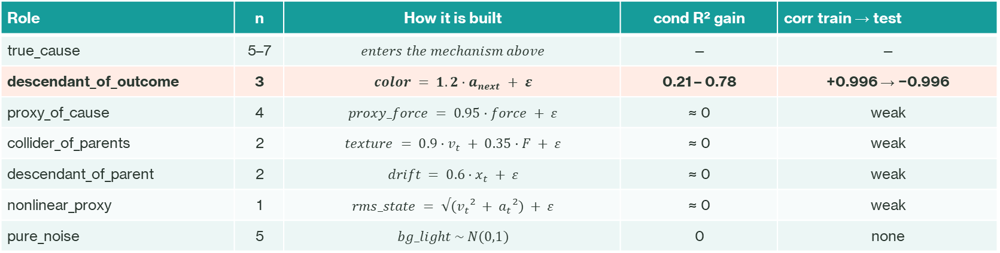 Role n How it is built cond R² gain corr train → test
true_cause 5–7 enters the mechanism above – –
descendant_of_outcome 3 color = 1.2 · a_next + ε 0.21– 0.78 +0.996 → −0.996
proxy_of_cause 4 proxy_force = 0.95 · force + ε ≈ 0 weak
collider_of_parents 2 texture = 0.9 · v_t + 0.35 · F + ε ≈ 0 weak
descendant_of_parent 2 drift = 0.6 · x_t + ε ≈ 0 weak
nonlinear_proxy 1 rms_state = √(v_t² + a_t²) + ε ≈ 0 weak
pure_noise 5 bg_light ~ N(0,1) 0 none